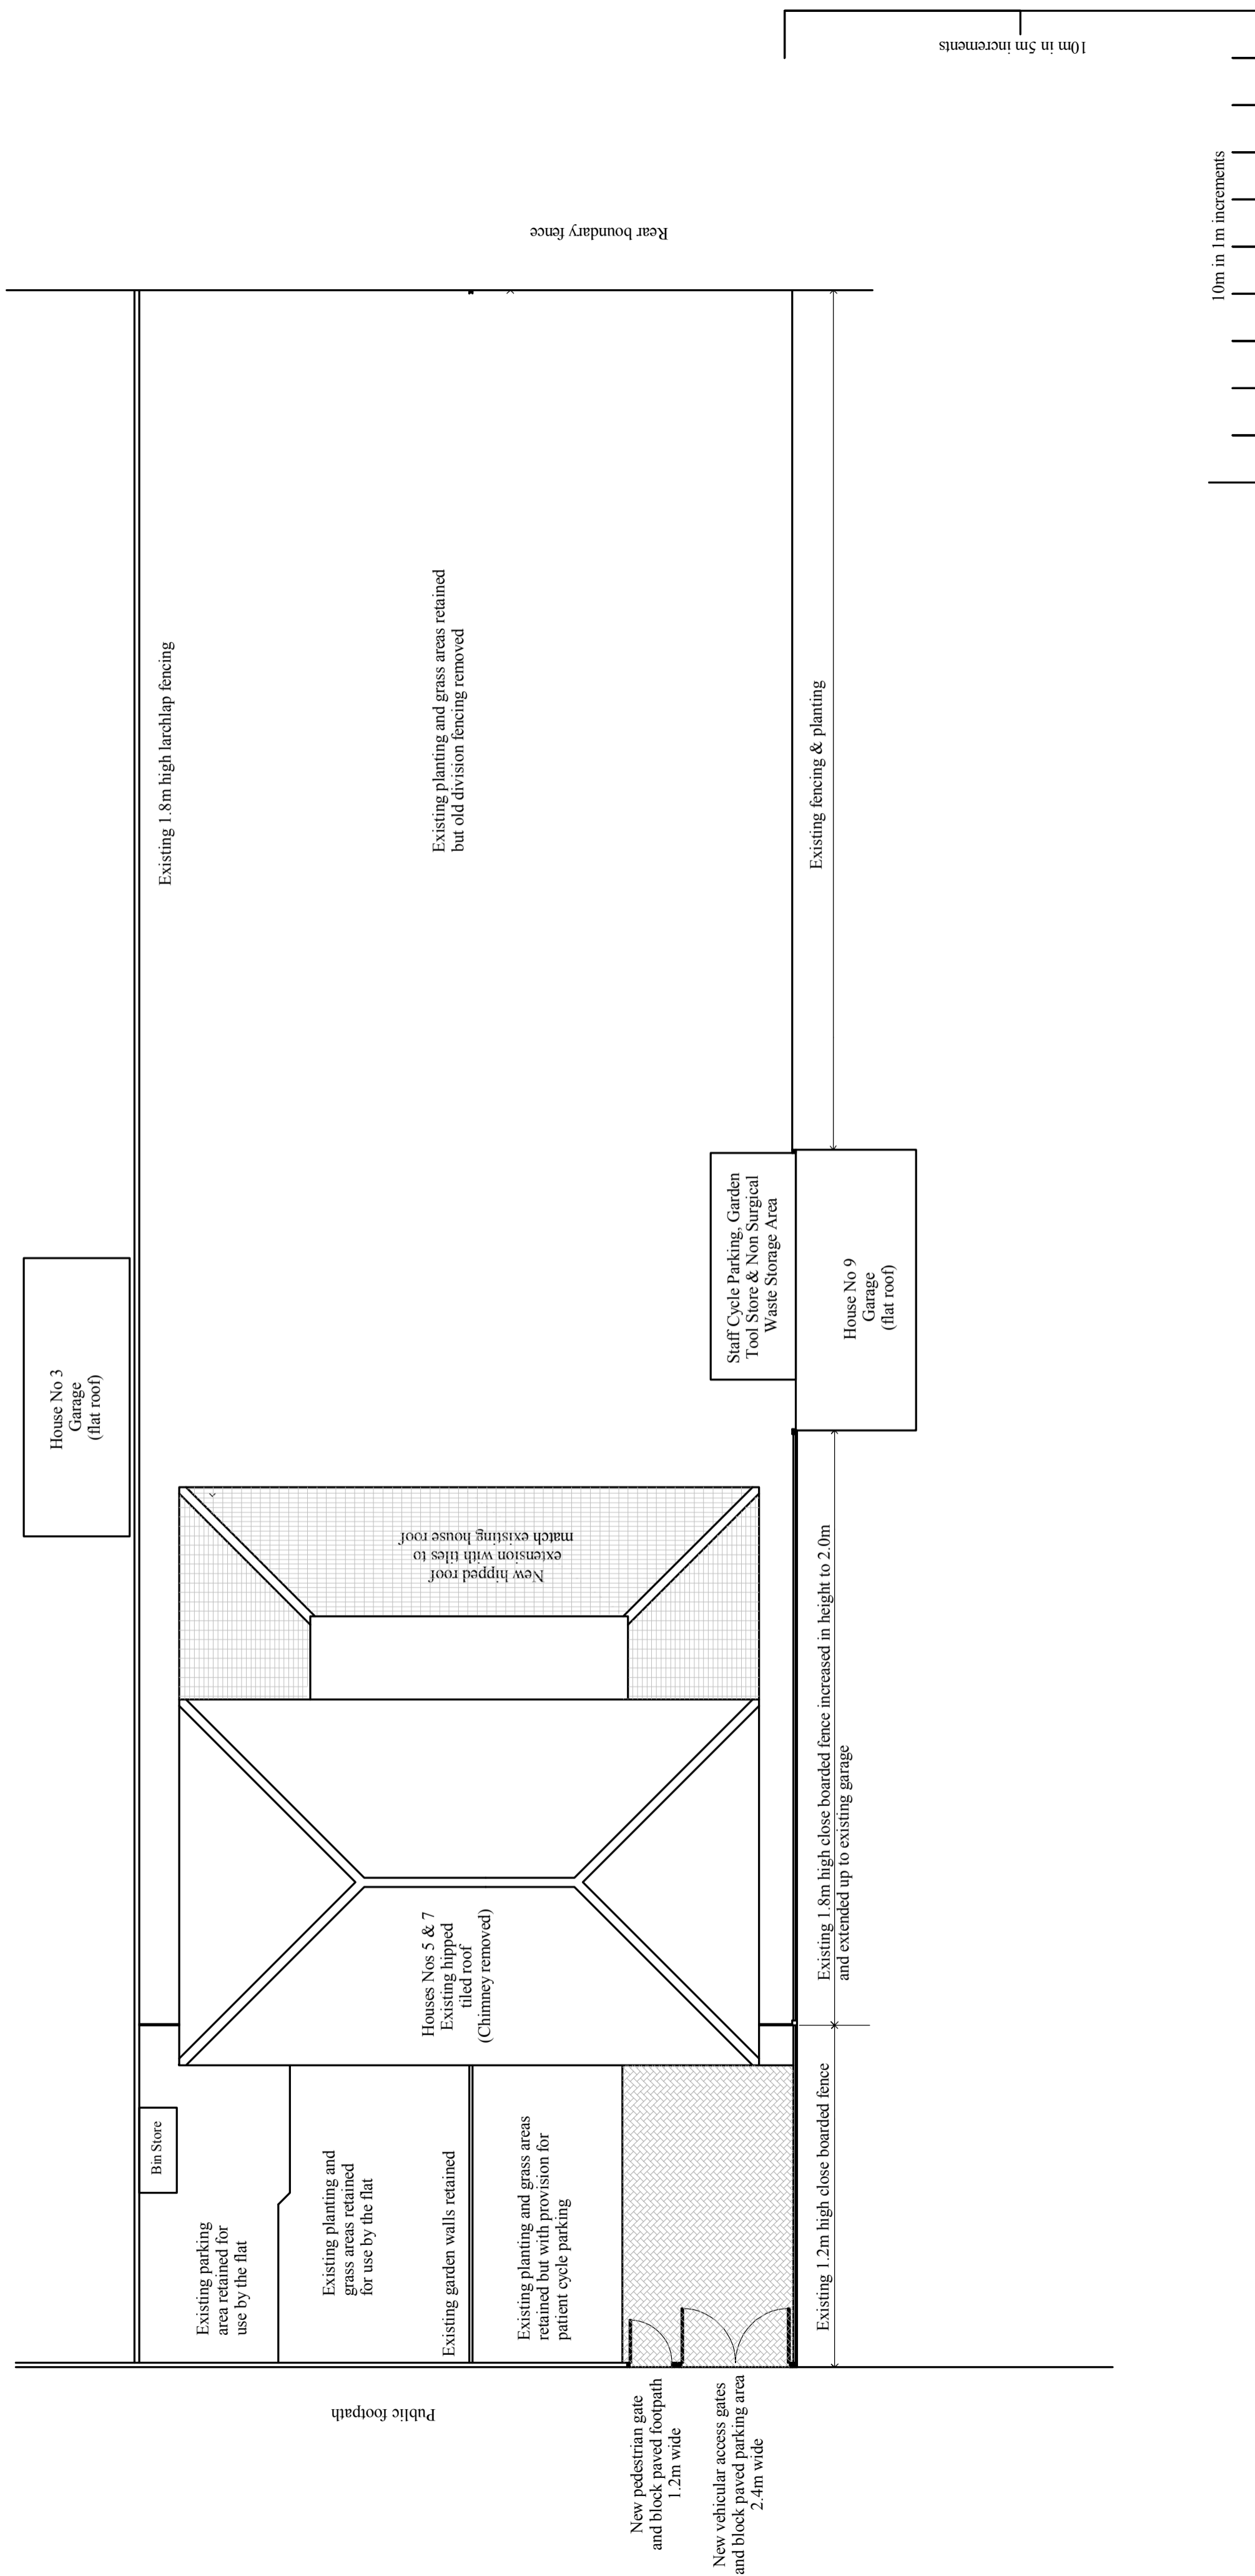 10m in 5m increments
10m in 1m increments
Rear boundary fence
Existing 1.8m high larchlap fencing
Existing planting and grass areas retained
but old division fencing removed
Existing fencing & planting
House No 3
Garage
(flat roof)
Staff Cycle Parking, Garden
Tool Store & Non Surgical
Waste Storage Area
House No 9
Garage
(flat roof)
New hipped roof
extension with tiles to
match existing house roof
Existing 1.8m high close boarded fence increased in height to 2.0m
and extended up to existing garage
Houses Nos 5 & 7
Existing hipped
tiled roof
(Chimney removed)
Bin Store
Existing parking
area retained for
use by the flat
Existing planting and
grass areas retained
for use by the flat
Existing garden walls retained
Existing planting and grass areas
retained but with provision for
patient cycle parking
Existing 1.2m high close boarded fence
Public footpath
New pedestrian gate
and block paved footpath
1.2m wide
New vehicular access gates
and block paved parking area
2.4m wide